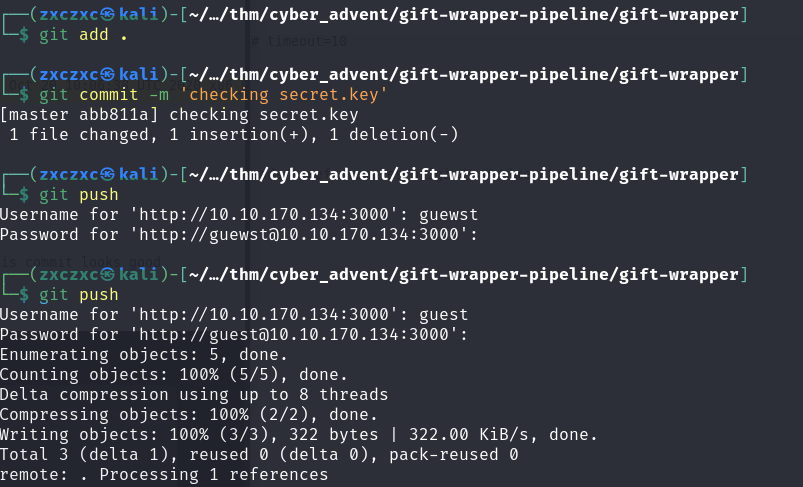 ┌──(zxczxc㉿kali)-[~/…/thm/cyber_advent/gift-wrapper-pipeline/gift-wrapper]
└─$ git add .
# timeout=10
┌──(zxczxc㉿kali)-[~/…/thm/cyber_advent/gift-wrapper-pipeline/gift-wrapper]
└─$ git commit -m 'checking secret.key'
[master abb811a] checking secret.key
 1 file changed, 1 insertion(+), 1 deletion(-)
┌──(zxczxc㉿kali)-[~/…/thm/cyber_advent/gift-wrapper-pipeline/gift-wrapper]
└─$ git push
Username for 'http://10.10.170.134:3000': guewst
Password for 'http://guewst@10.10.170.134:3000':
is commit looks good
┌──(zxczxc㉿kali)-[~/…/thm/cyber_advent/gift-wrapper-pipeline/gift-wrapper]
└─$ git push
Username for 'http://10.10.170.134:3000': guest
Password for 'http://guest@10.10.170.134:3000':
Enumerating objects: 5, done.
Counting objects: 100% (5/5), done.
Delta compression using up to 8 threads
Compressing objects: 100% (2/2), done.
Writing objects: 100% (3/3), 322 bytes | 322.00 KiB/s, done.
Total 3 (delta 1), reused 0 (delta 0), pack-reused 0
remote: . Processing 1 references